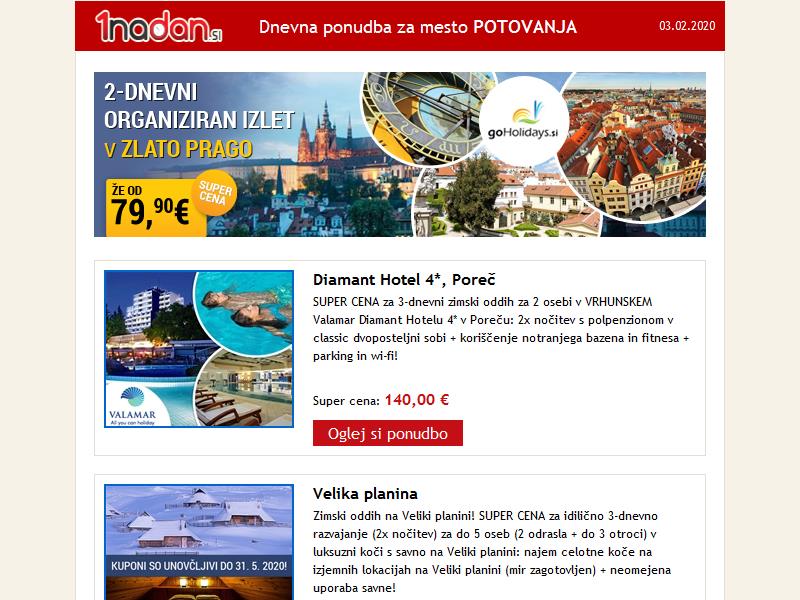 1nadan.si
Dnevna ponudba za mesto POTOVANJA
03.02.2020
2-DNEVNI
ORGANIZIRAN IZLET
V ZLATO PRAGO
ŽE OD
79,90€
SUPER
CENA
goHolidays.si
Diamant Hotel 4*, Poreč
SUPER CENA za 3-dnevni zimski oddih za 2 osebi v VRHUNSKEM
Valamar Diamant Hotelu 4* v Poreču: 2x nočitev s polpenzionom v
classic dvoposteljni sobi + koriščenje notranjega bazena in fitnesa +
parking in wi-fi!
VALAMAR
All you can holiday
Super cena: 140,00 €
Oglej si ponudbo
Velika planina
Zimski oddih na Veliki planini! SUPER CENA za idilično 3-dnevno
razvajanje (2x nočitev) za do 5 oseb (2 odrasla + do 3 otroci) v
luksuzni koči s savno na Veliki planini: najem celotne koče na
izjemnih lokacijah na Veliki planini (mir zagotovljen) + neomejena
uporaba savne!
KUPONI SO UNOVČLJIVI DO 31. 5. 2020!